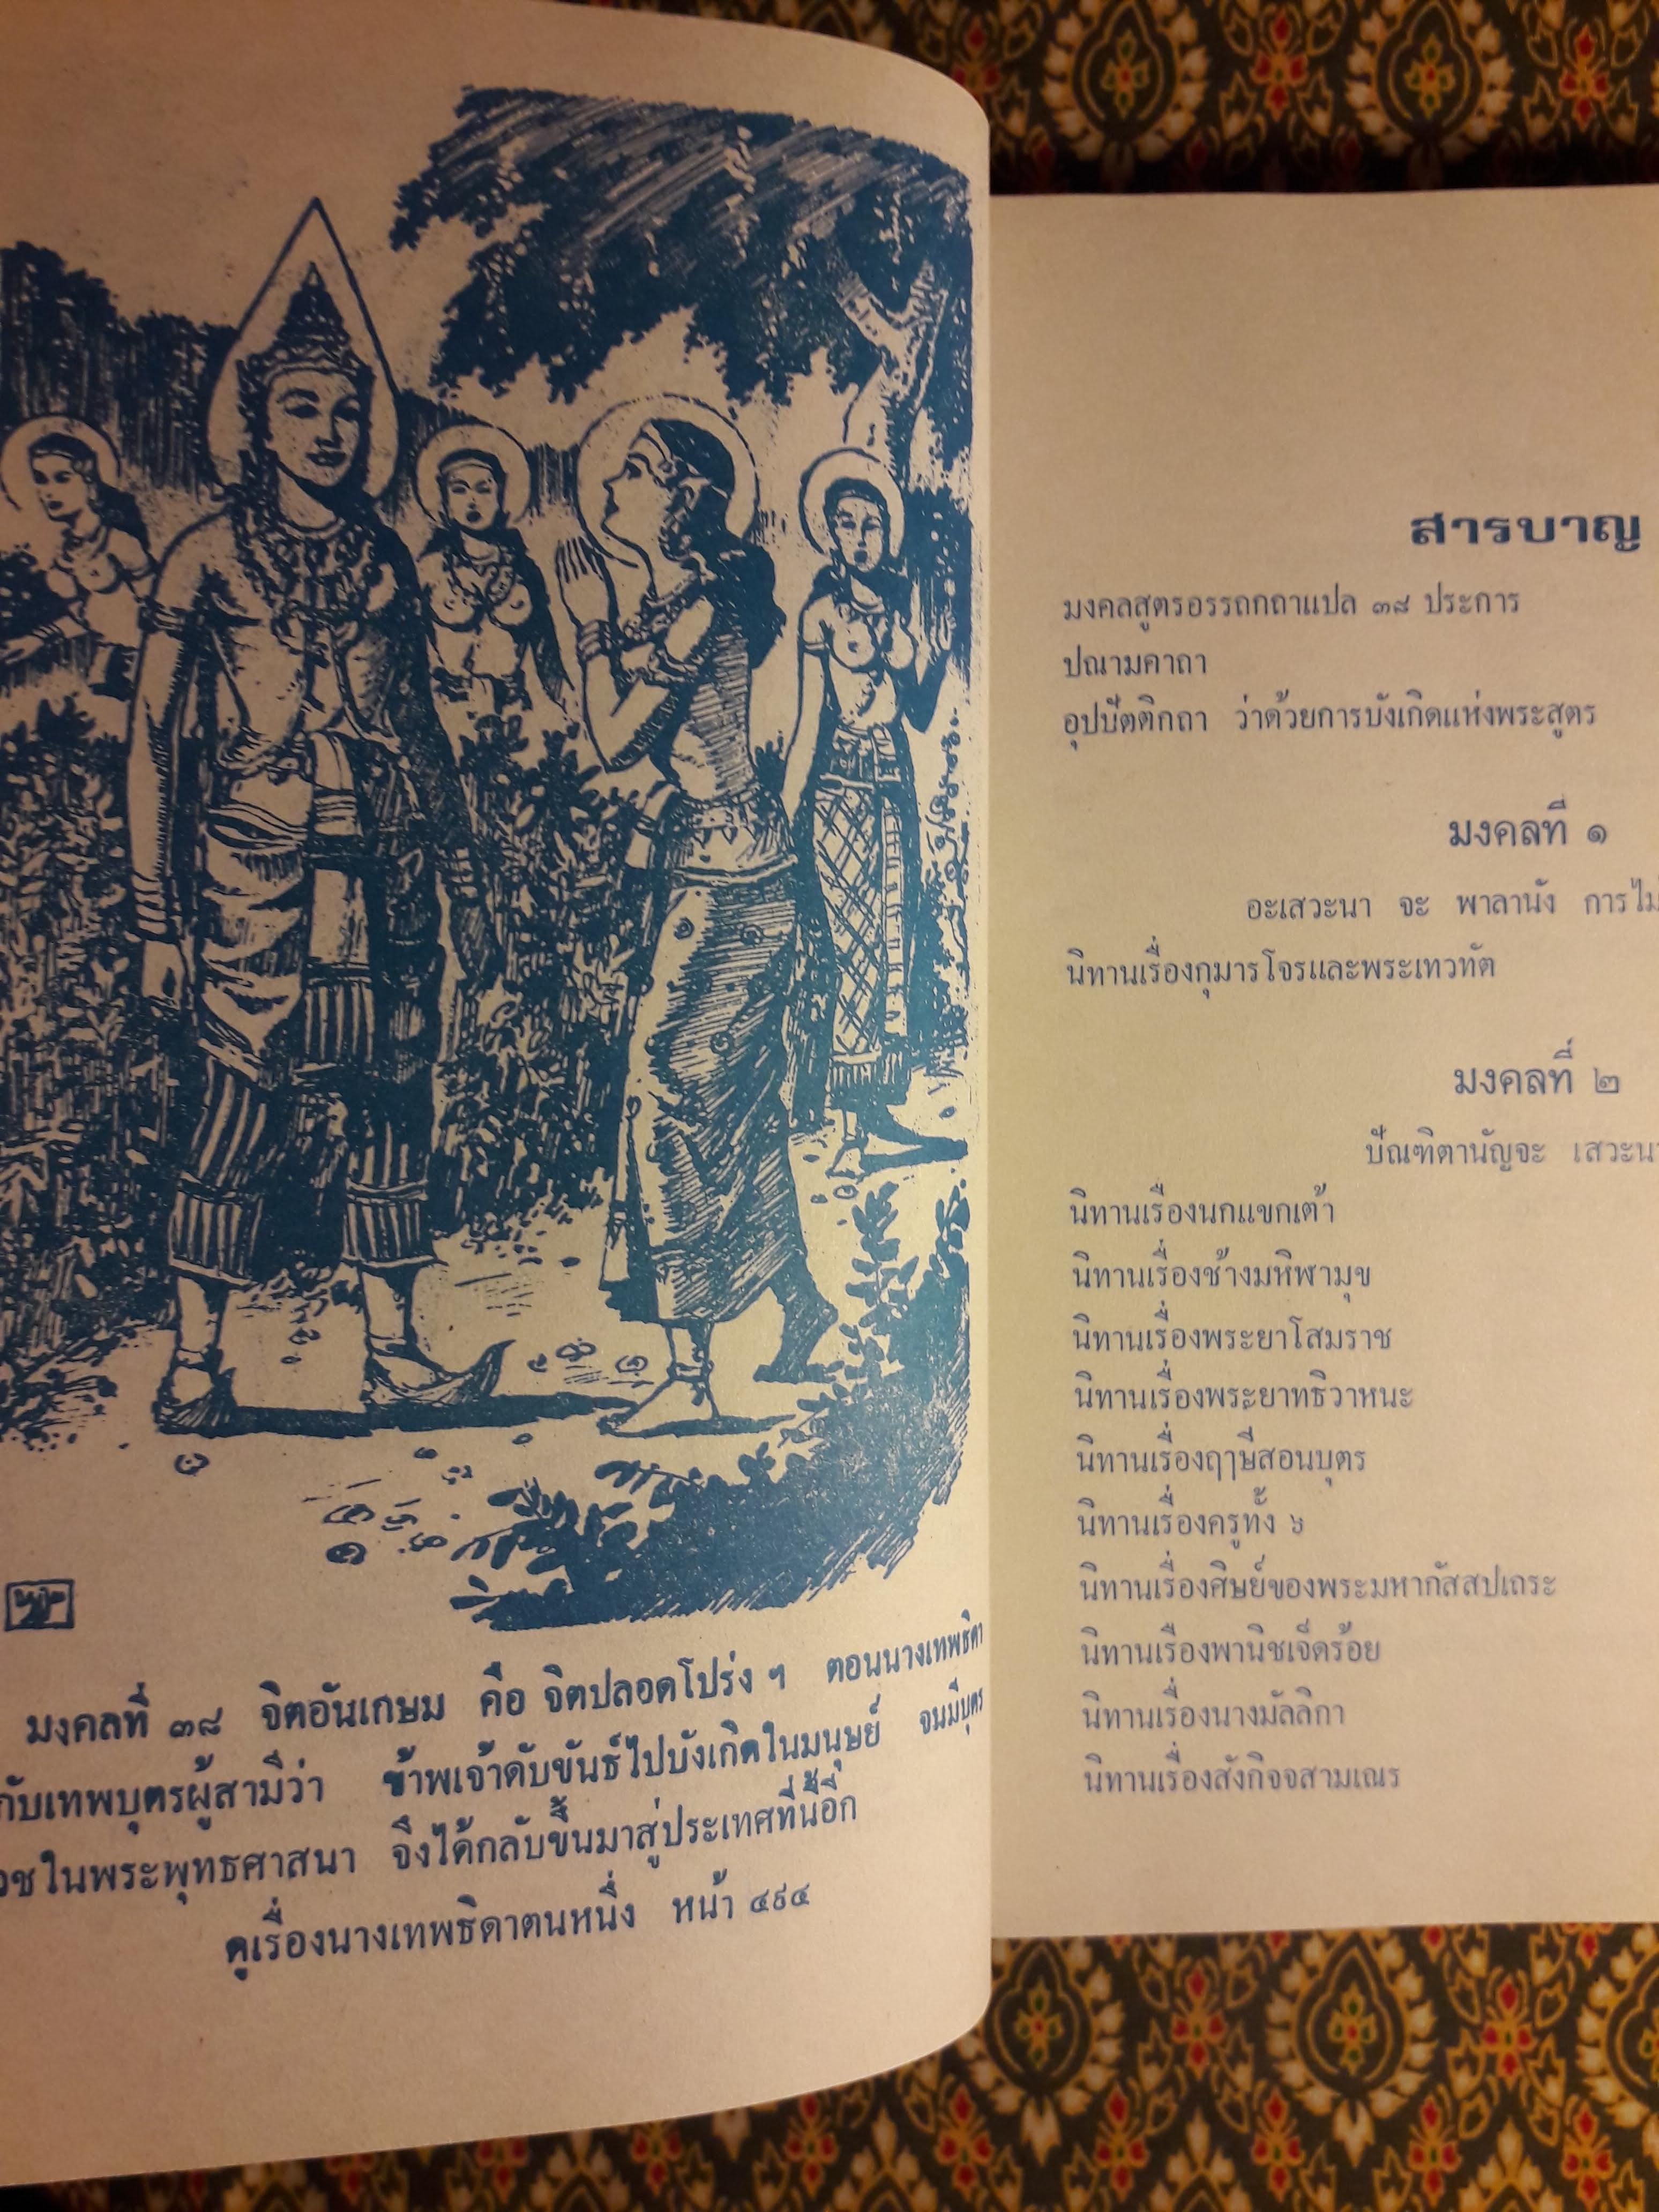 มงคลที่ ๓๘ จิตอันเกษม คือ จิตปลอดโปร่ง ฯ ตอนนางเทพธิดา
กับเทพบุตรผู้สามีว่า ข้าพเจ้าดับขันธ์ไปบังเกิดในมนุษย์ จนมีบุตร
วชในพระพุทธศาสนา จึงได้กลับขึ้นมาสู่ประเทศที่นี้อีก
ดูเรื่องนางเทพธิดาตนหนึ่ง หน้า ๔๙๔
สารบาญ
มงคลสูตรอรรถกถาแปล ๓๘ ประการ
ปณามคาถา
อุปปัตติกถา ว่าด้วยการบังเกิดแห่งพระสูตร
มงคลที่ ๑
อะเสวะนา จะ พาลานัง การไม่
นิทานเรื่องกุมารโจรและพระเทวทัต
มงคลที่ ๒
ปัณฑิตานัญจะ เสวะนา
นิทานเรื่องนกแขกเต้า
นิทานเรื่องช้างมหิฬามุข
นิทานเรื่องพระยาโสมราช
นิทานเรื่องพระยาทธิวาหนะ
นิทานเรื่องฤาษีสอนบุตร
นิทานเรื่องครูทั้ง ๖
นิทานเรื่องศิษย์ของพระมหากัสสปเถระ
นิทานเรื่องพานิชเจ็ดร้อย
นิทานเรื่องนางมัลลิกา
นิทานเรื่องสังกิจจสามเณร